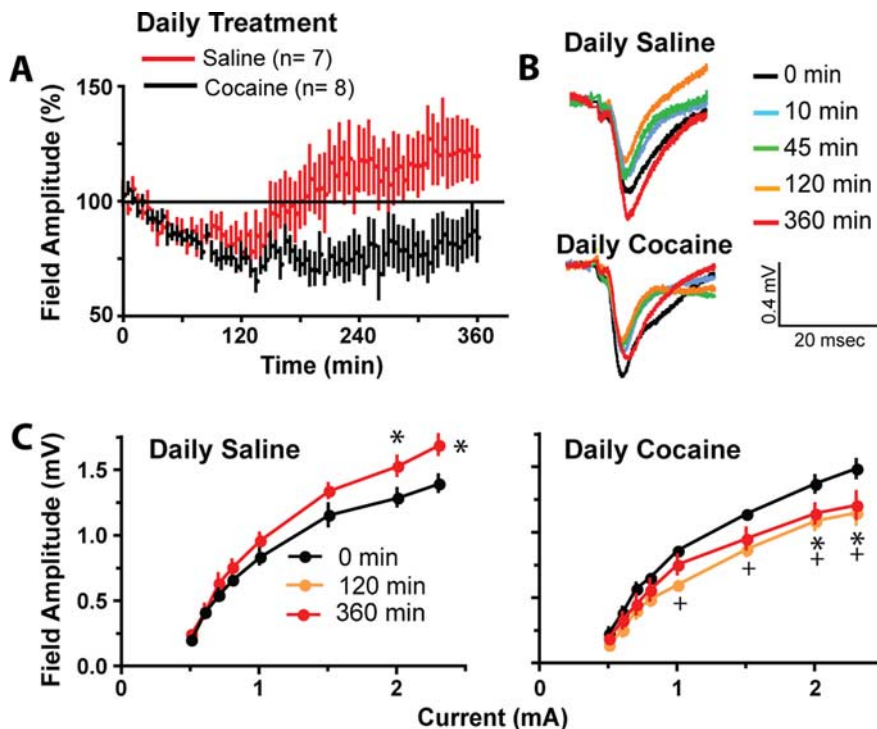 Daily Treatment
Saline (n= 7)
Cocaine (n= 8)
A
150
100
50
Field Amplitude (%)
0
120
240
360
Time (min)
B
Daily Saline
Daily Cocaine
0 min
10 min
45 min
120 min
360 min
0.4 mV
20 msec
C
Daily Saline
*
*
1.5
1.0
0.5
0.0
Field Amplitude (mV)
0 min
120 min
360 min
0
1
2
Daily Cocaine
* *
+ + + +
0
1
2
Current (mA)